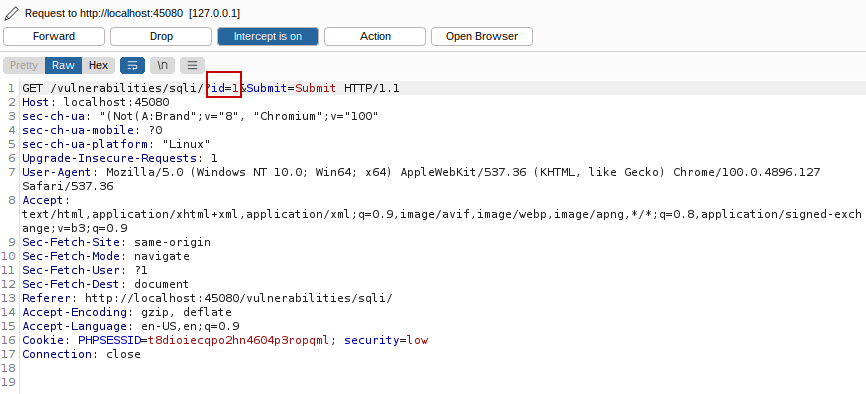 Request to http://localhost:45080 [127.0.0.1]
Forward Drop Intercept is on Action Open Browser
Pretty Raw Hex \n
1 GET /vulnerabilities/sqli/?id=1&Submit=Submit HTTP/1.1
2 Host: localhost:45080
3 sec-ch-ua: "(Not(A:Brand";v="8", "Chromium";v="100"
4 sec-ch-ua-mobile: ?0
5 sec-ch-ua-platform: "Linux"
6 Upgrade-Insecure-Requests: 1
7 User-Agent: Mozilla/5.0 (Windows NT 10.0; Win64; x64) AppleWebKit/537.36 (KHTML, like Gecko) Chrome/100.0.4896.127
Safari/537.36
8 Accept:
text/html,application/xhtml+xml,application/xml;q=0.9,image/avif,image/webp,image/apng,*/*;q=0.8,application/signed-exch
ange;v=b3;q=0.9
9 Sec-Fetch-Site: same-origin
10 Sec-Fetch-Mode: navigate
11 Sec-Fetch-User: ?1
12 Sec-Fetch-Dest: document
13 Referer: http://localhost:45080/vulnerabilities/sqli/
14 Accept-Encoding: gzip, deflate
15 Accept-Language: en-US,en;q=0.9
16 Cookie: PHPSESSID=t8dioiecqpo2hn4604p3ropqml; security=low
17 Connection: close
18
19